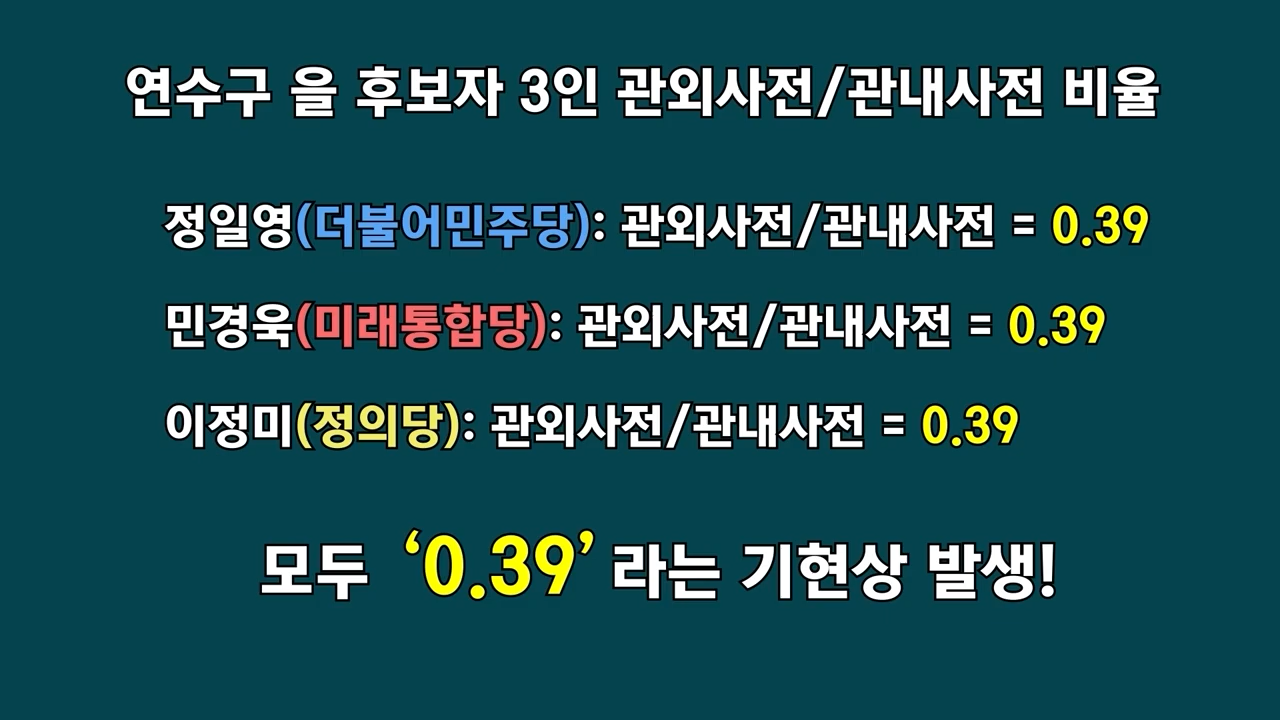 연수구 을 후보자 3인 관외사전/관내사전 비율
정일영(더불어민주당): 관외사전/관내사전 = 0.39
민경욱(미래통합당): 관외사전/관내사전 = 0.39
이정미(정의당): 관외사전/관내사전 = 0.39
모두 ‘0.39’ 라는 기현상 발생!